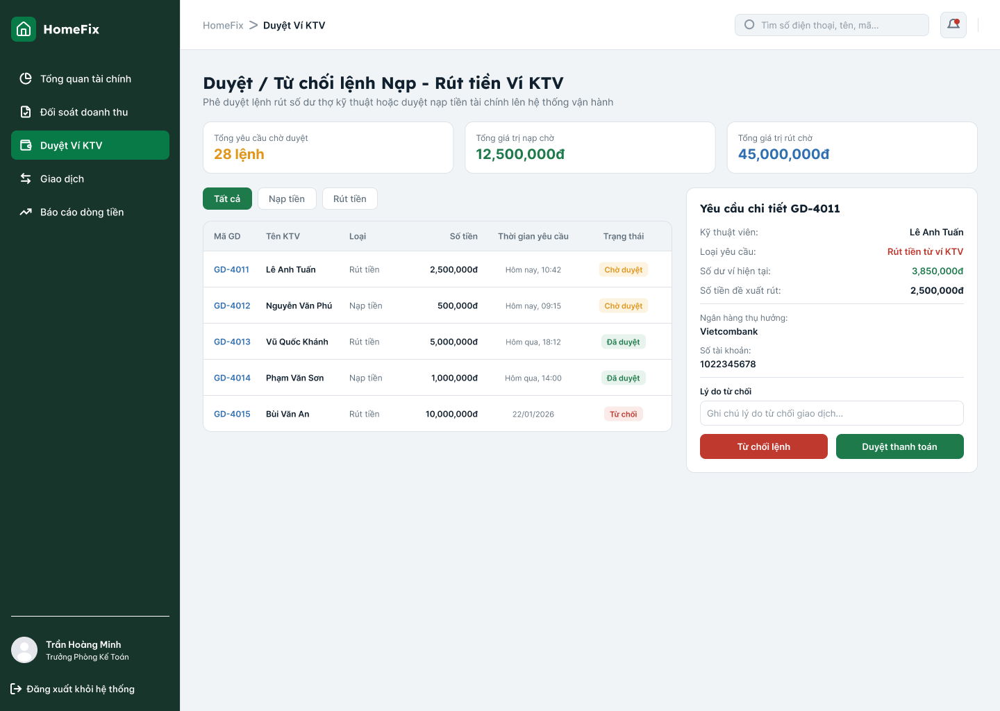 HomeFix
Tổng quan tài chính
Đối soát doanh thu
Duyệt Ví KTV
Giao dịch
Báo cáo dòng tiền
Trần Hoàng Minh
Trưởng Phòng Kế Toán
Đăng xuất khỏi hệ thống
HomeFix > Duyệt Ví KTV
Tìm số điện thoại, tên, mã...
Duyệt / Từ chối lệnh Nạp - Rút tiền Ví KTV
Phê duyệt lệnh rút số dư thợ kỹ thuật hoặc duyệt nạp tiền tài chính lên hệ thống vận hành
Tổng yêu cầu chờ duyệt
28 lệnh
Tổng giá trị nạp chờ
12,500,000đ
Tổng giá trị rút chờ
45,000,000đ
Tất cả Nạp tiền Rút tiền
Mã GD Tên KTV Loại Số tiền Thời gian yêu cầu Trạng thái
GD-4011 Lê Anh Tuấn Rút tiền 2,500,000đ Hôm nay, 10:42 Chờ duyệt
GD-4012 Nguyễn Văn Phú Nạp tiền 500,000đ Hôm nay, 09:15 Chờ duyệt
GD-4013 Vũ Quốc Khánh Rút tiền 5,000,000đ Hôm qua, 18:12 Đã duyệt
GD-4014 Phạm Văn Sơn Nạp tiền 1,000,000đ Hôm qua, 14:00 Đã duyệt
GD-4015 Bùi Văn An Rút tiền 10,000,000đ 22/01/2026 Từ chối
Yêu cầu chi tiết GD-4011
Kỹ thuật viên: Lê Anh Tuấn
Loại yêu cầu: Rút tiền từ ví KTV
Số dư ví hiện tại: 3,850,000đ
Số tiền đề xuất rút: 2,500,000đ
Ngân hàng thụ hưởng:
Vietcombank
Số tài khoản:
1022345678
Lý do từ chối
Ghi chú lý do từ chối giao dịch...
Từ chối lệnh Duyệt thanh toán